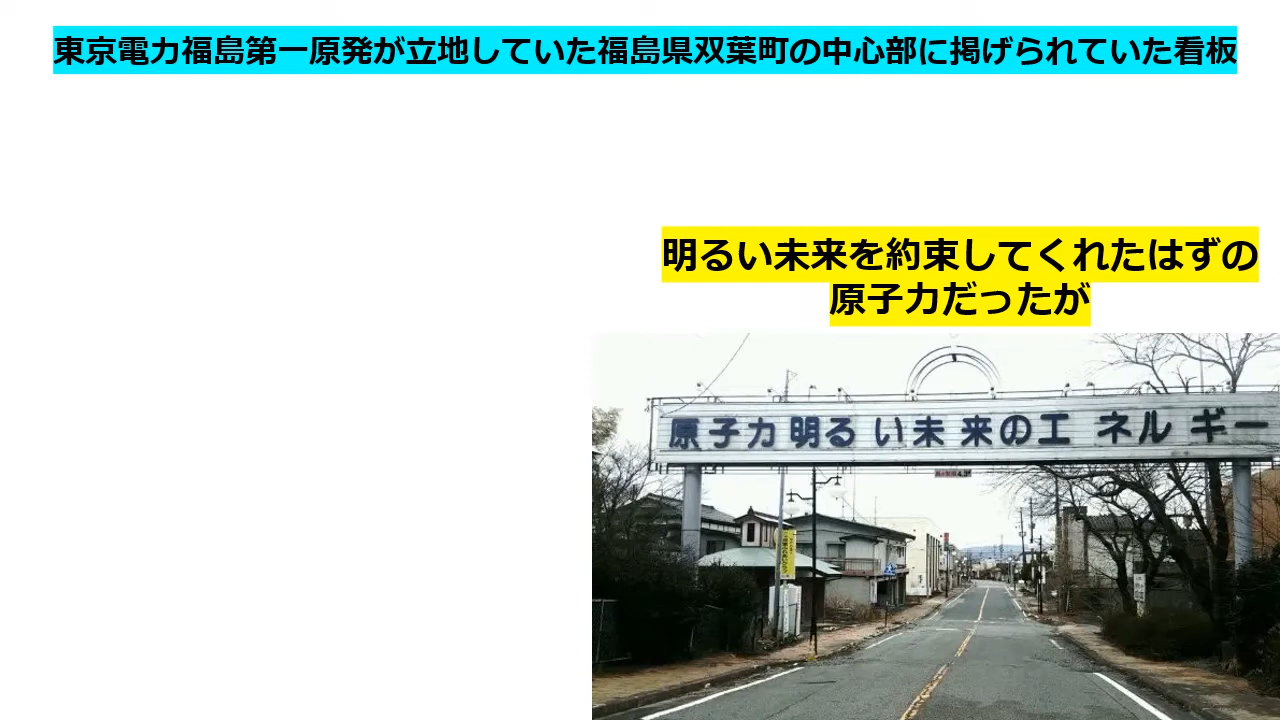 東京電力福島第一原発が立地していた福島県双葉町の中心部に掲げられていた看板
明るい未来を約束してくれたはずの
原子力だったが
原子力明るい未来のエネルギー